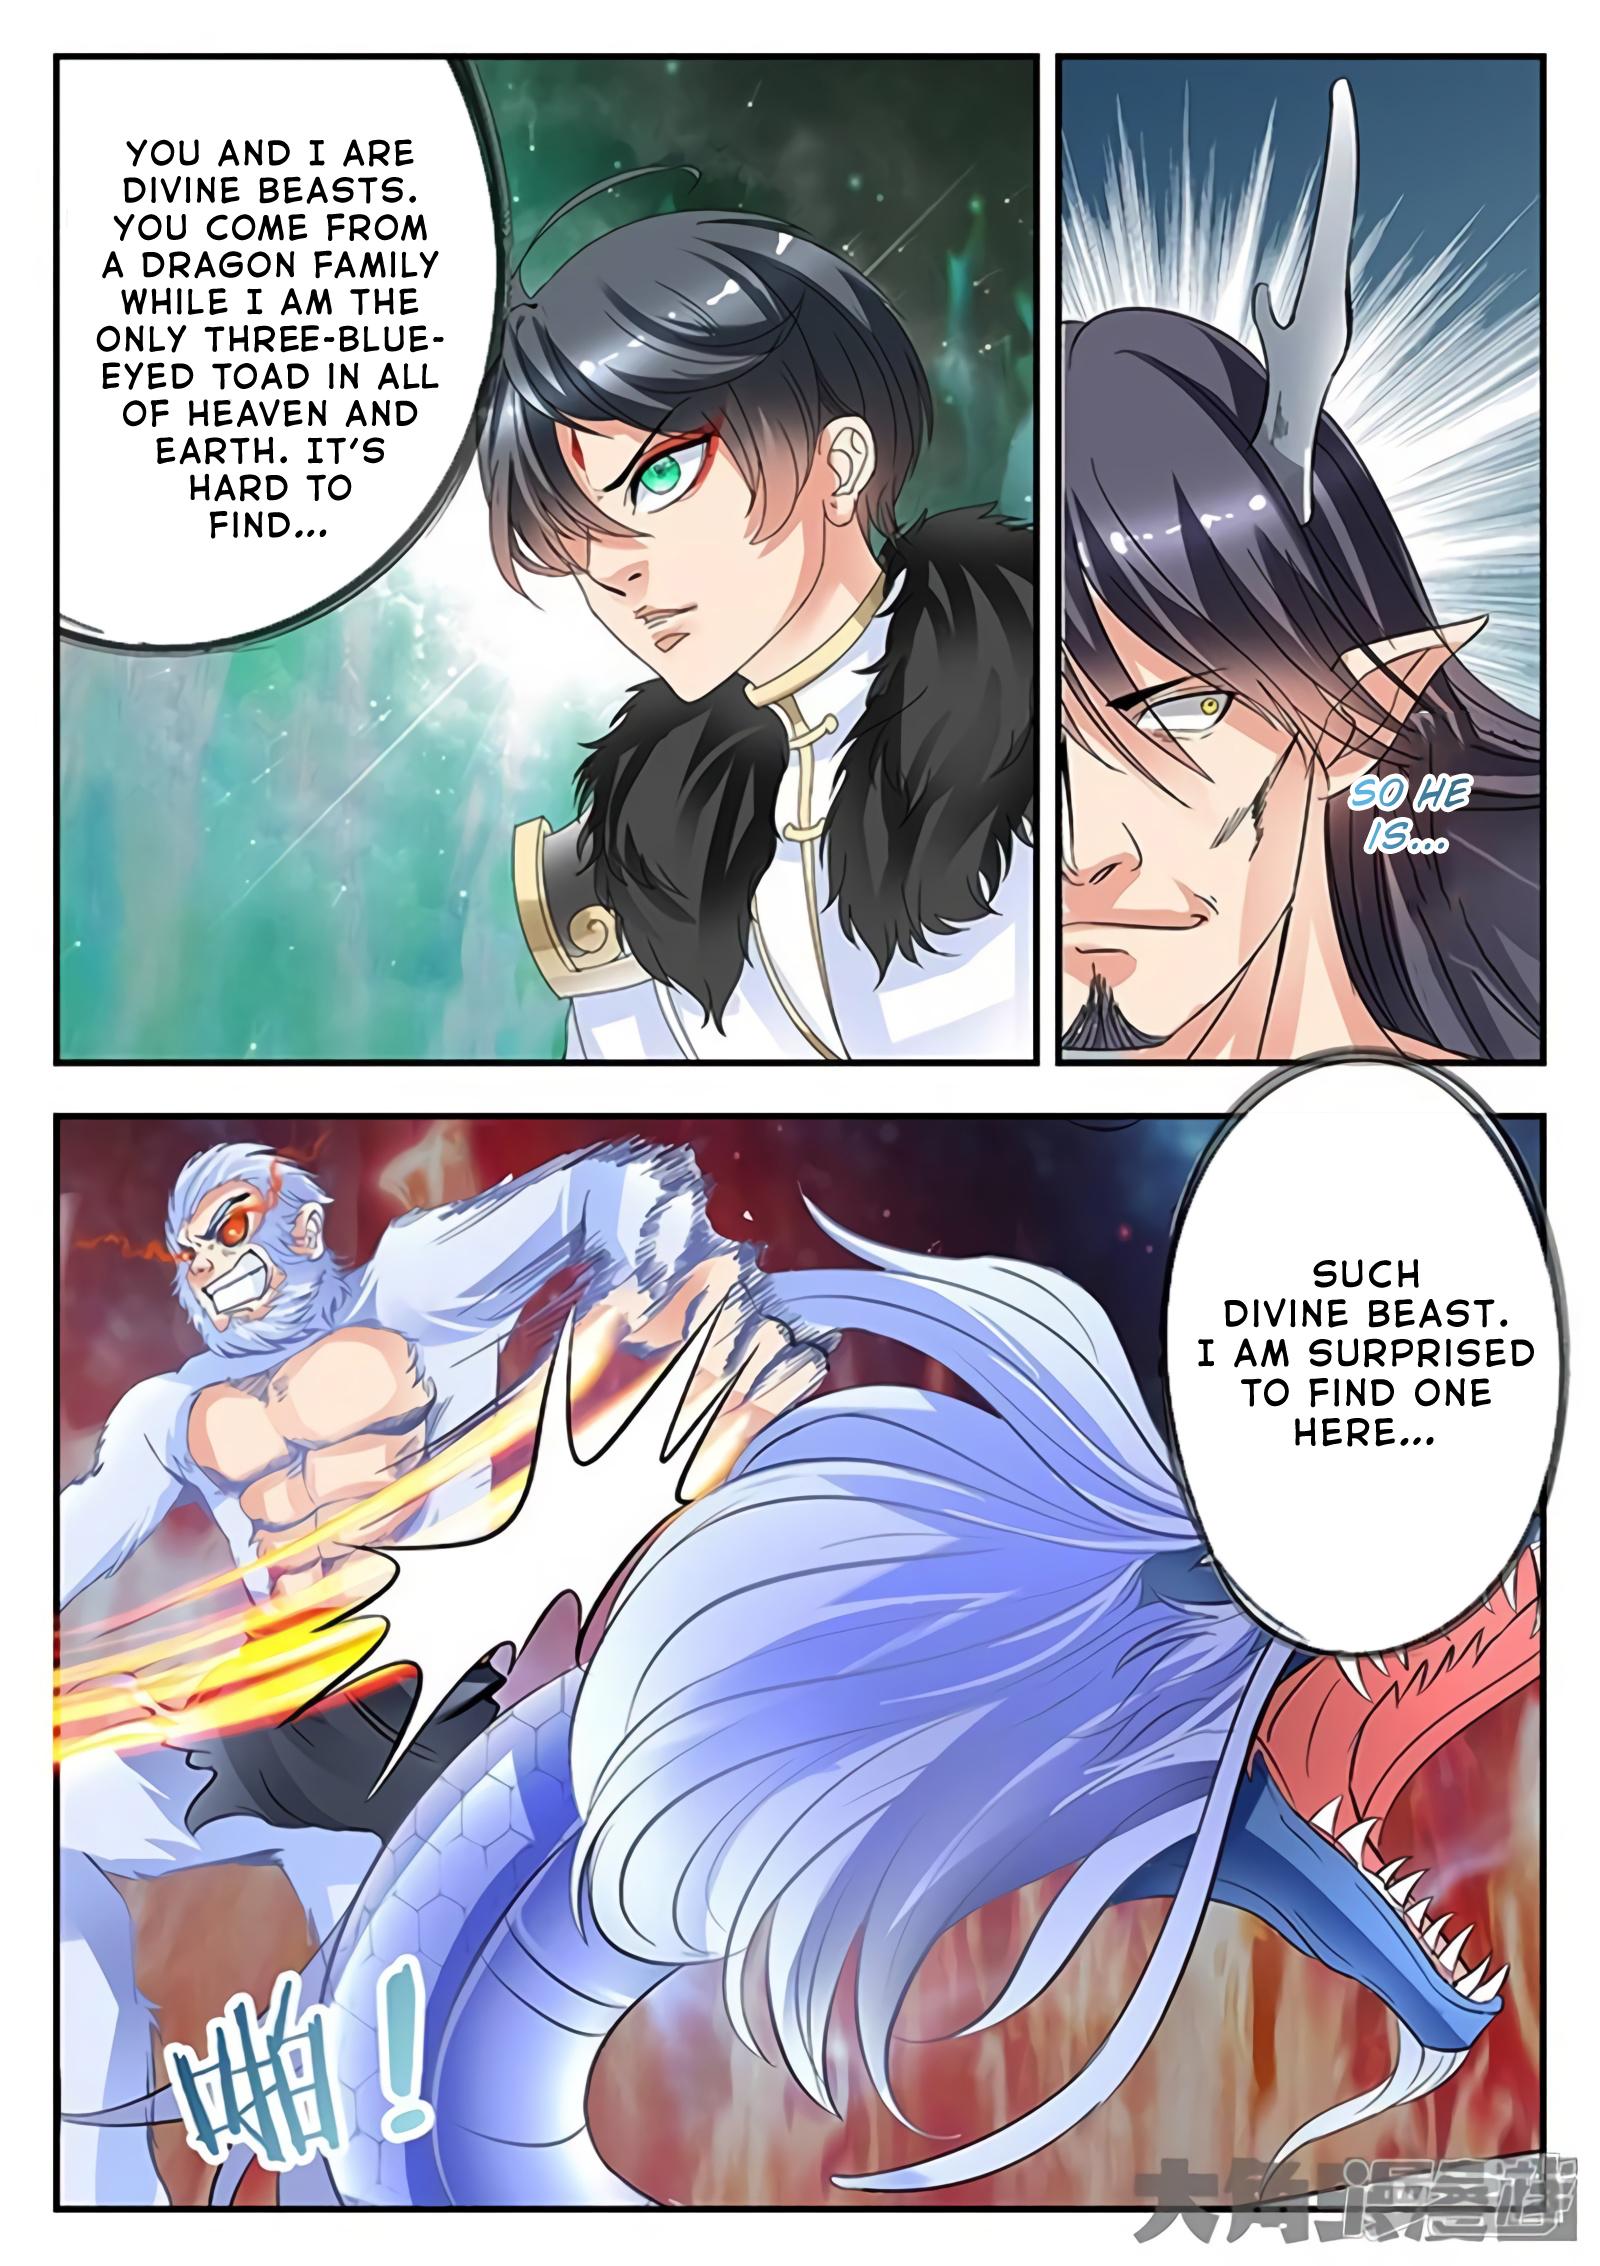 YOU AND I ARE
DIVINE BEASTS.
YOU COME FROM
A DRAGON FAMILY
WHILE I AM THE
ONLY THREE-BLUE-
EYED TOAD IN ALL
OF HEAVEN AND
EARTH. IT'S
HARD TO
FIND...
SO HE
IS...
SUCH
DIVINE BEAST.
I AM SURPRISED
TO FIND ONE
HERE...
啪!
大角虫漫画